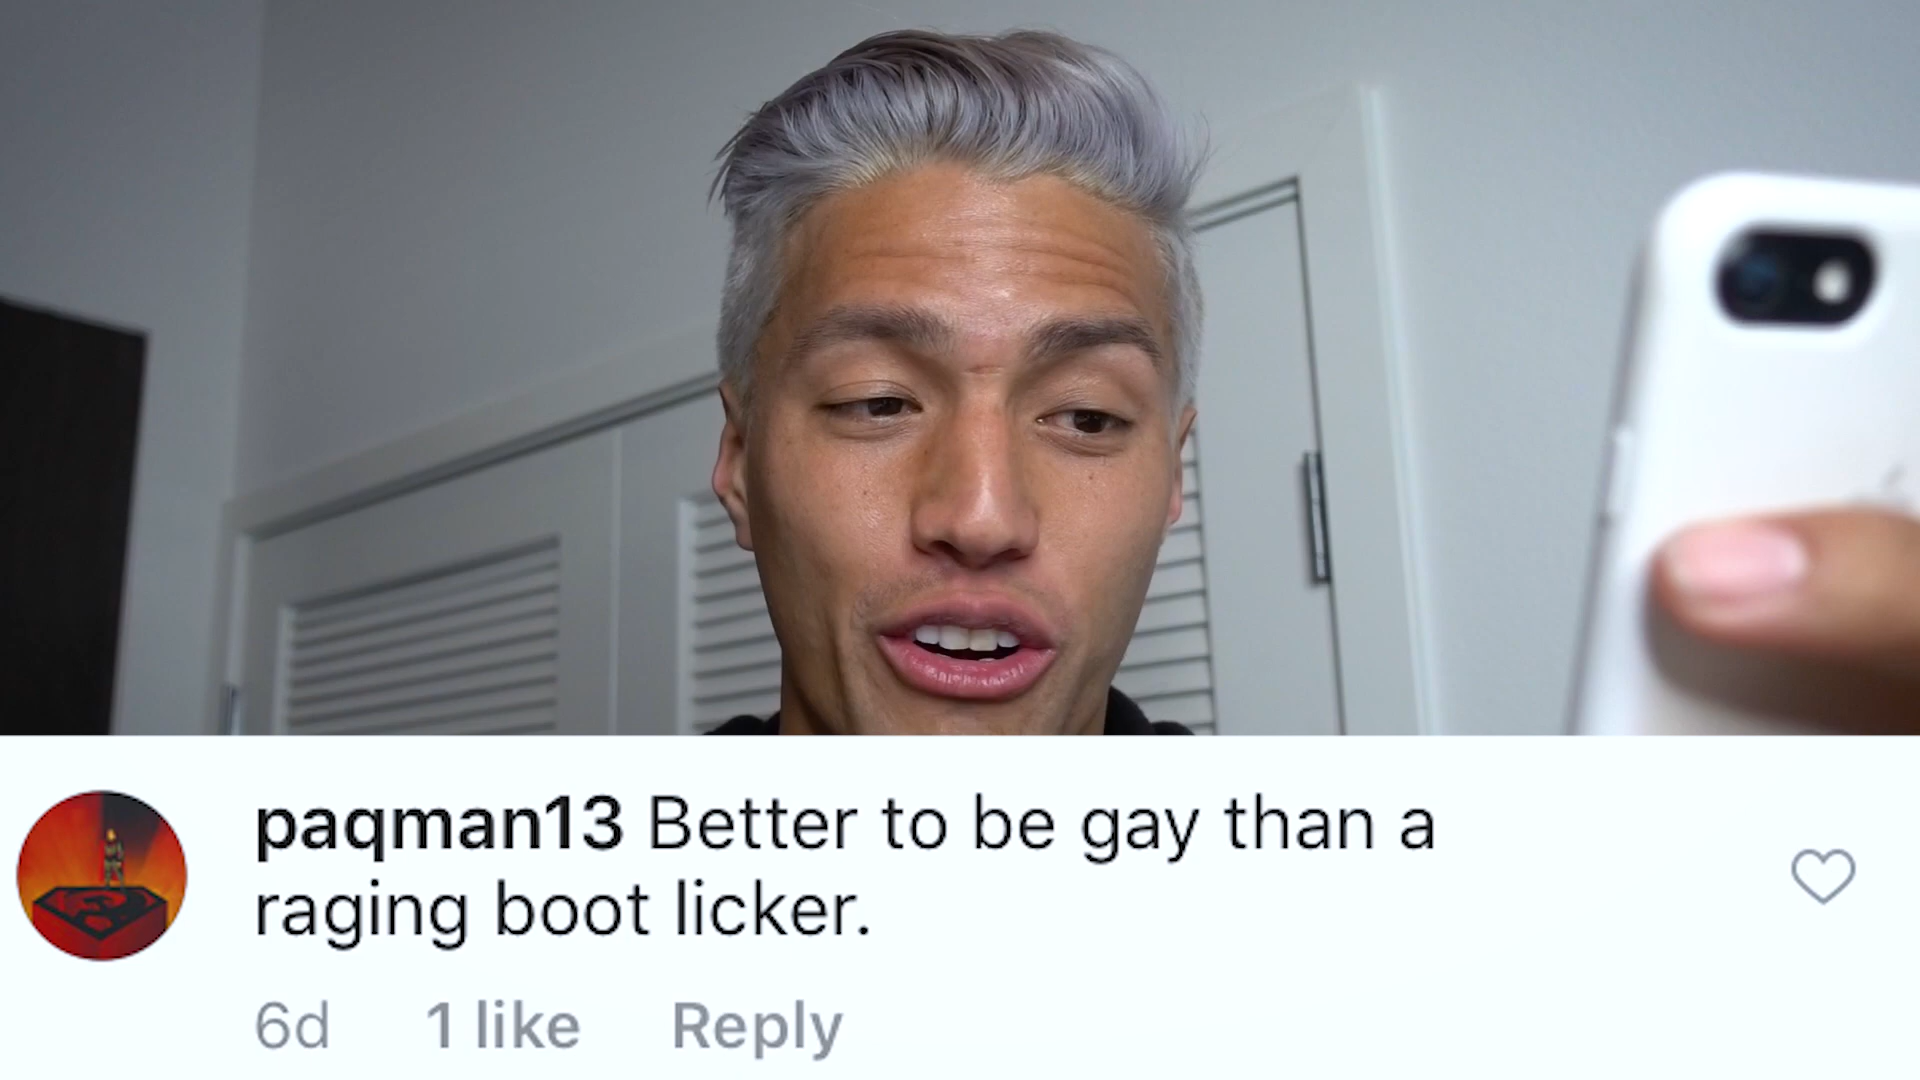 paqman13 Better to be gay than a
raging boot licker.
6d 1 like Reply